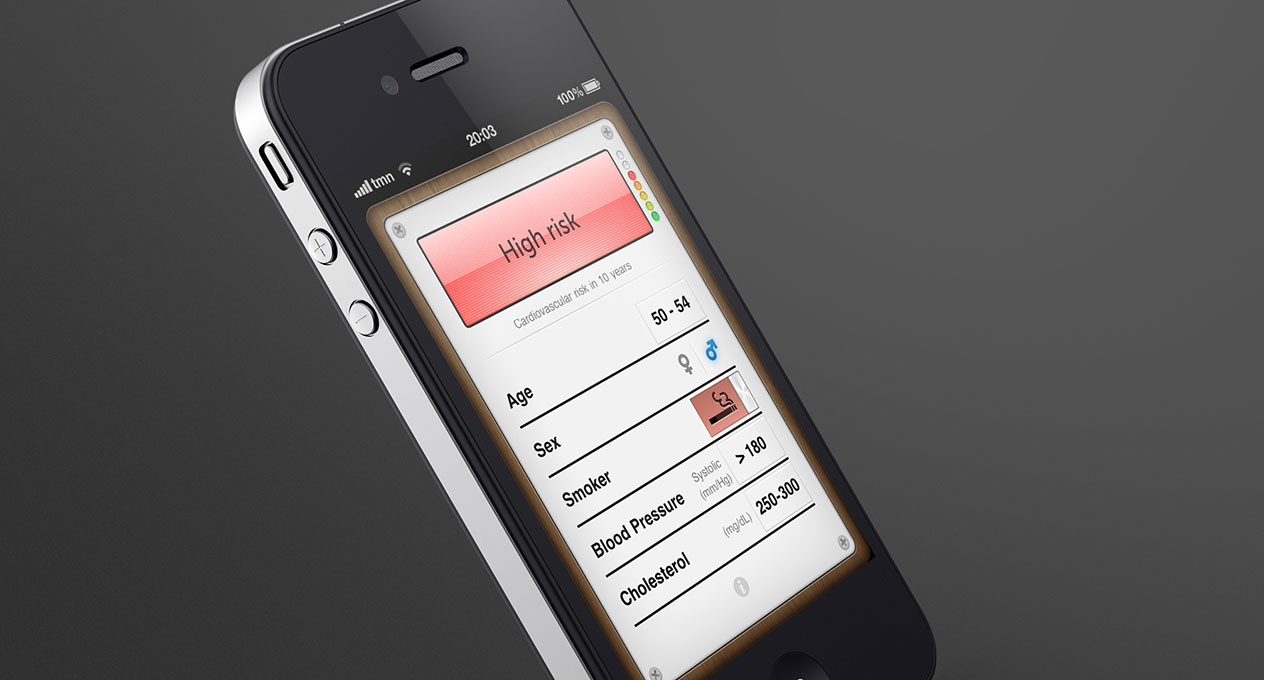 tmn 20:03 100%
High risk
Cardiovascular risk in 10 years
Age 50 - 54
Sex
Smoker
Blood Pressure Systolic (mm/Hg) > 180
Cholesterol (mg/dL) 250-300